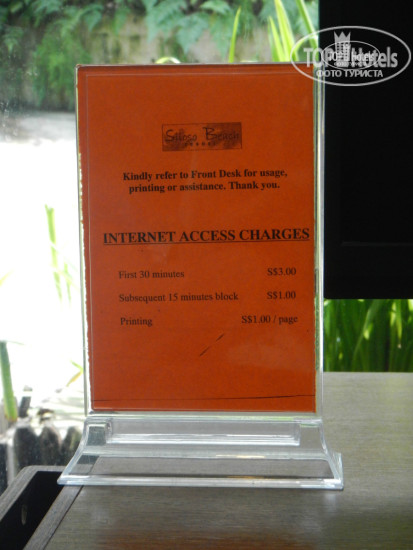 TOPHotels
ФОТО ТУРИСТА
Siloso Beach
RESORT
Kindly refer to Front Desk for usage,
printing or assistance. Thank you.
INTERNET ACCESS CHARGES
First 30 minutes S$3.00
Subsequent 15 minutes block S$1.00
Printing S$1.00 / page